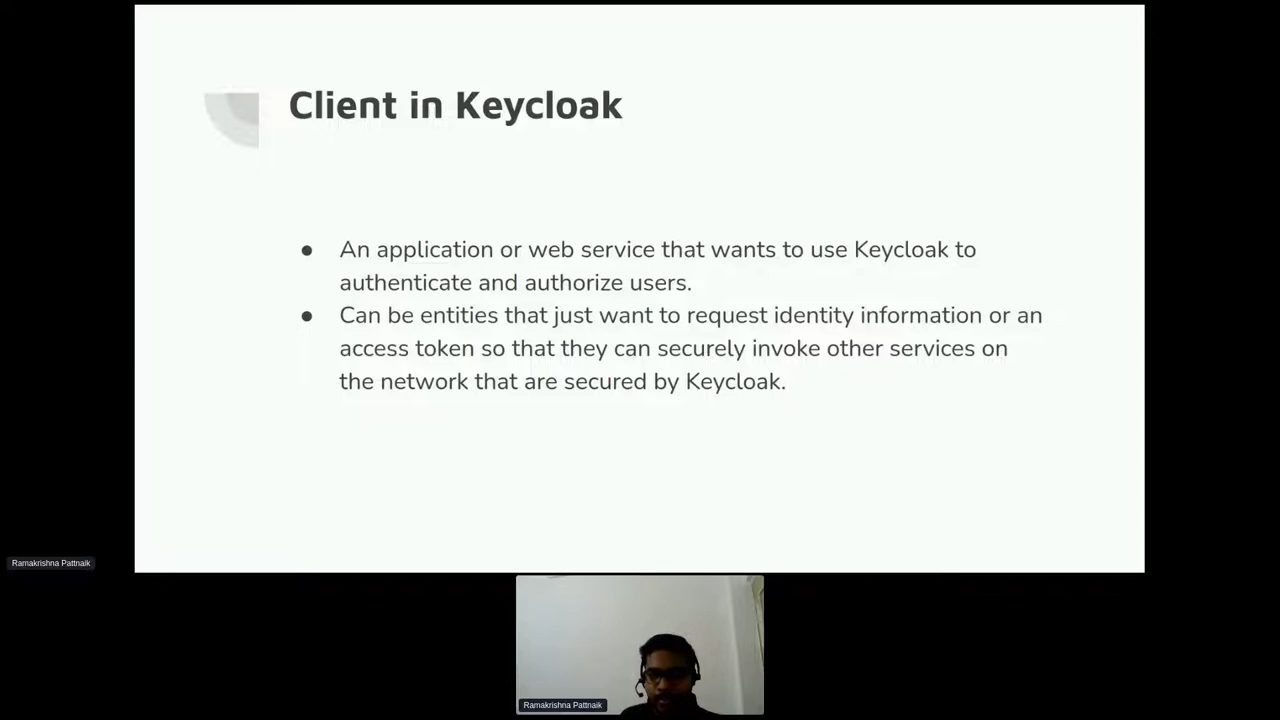 Client in Keycloak
● An application or web service that wants to use Keycloak to
authenticate and authorize users.
● Can be entities that just want to request identity information or an
access token so that they can securely invoke other services on
the network that are secured by Keycloak.
Ramakrishna Pattnaik
Ramakrishna Pattnaik